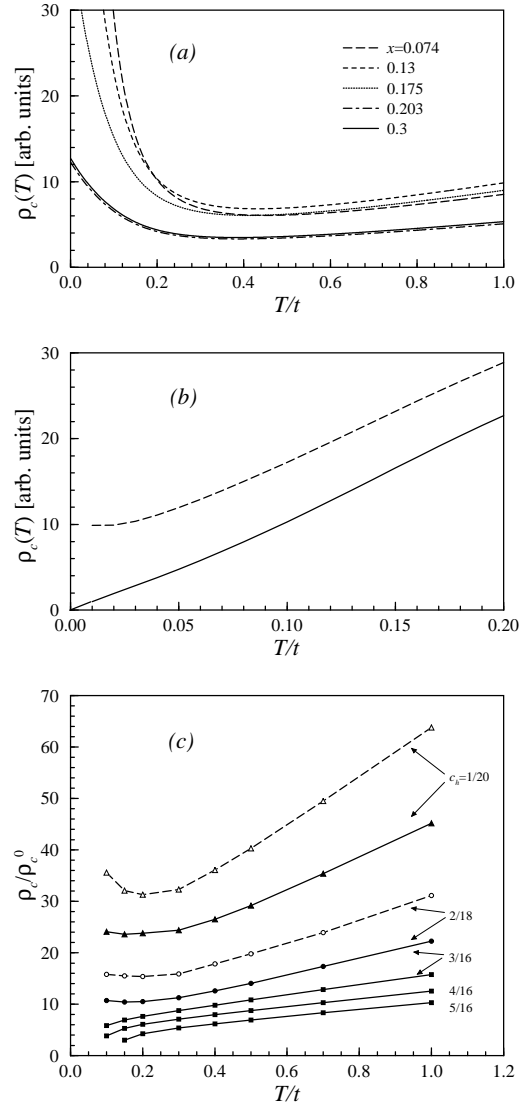 30
(a)
x=0.074
0.13
0.175
0.203
0.3
20
10
0
ρc(T) [arb. units]
0.0 0.2 0.4 0.6 0.8 1.0
T/t
30
(b)
20
10
0
ρc(T) [arb. units]
0.00 0.05 0.10 0.15 0.20
T/t
70
(c)
60
50
40
30
20
10
0
ρc/ρc⁰
cₕ=1/20
2/18
3/16
4/16
5/16
0.0 0.2 0.4 0.6 0.8 1.0 1.2
T/t